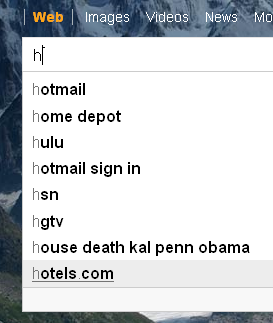 Web Images Videos News Mo
h
hotmail
home depot
hulu
hotmail sign in
hsn
hgtv
house death kal penn obama
hotels.com